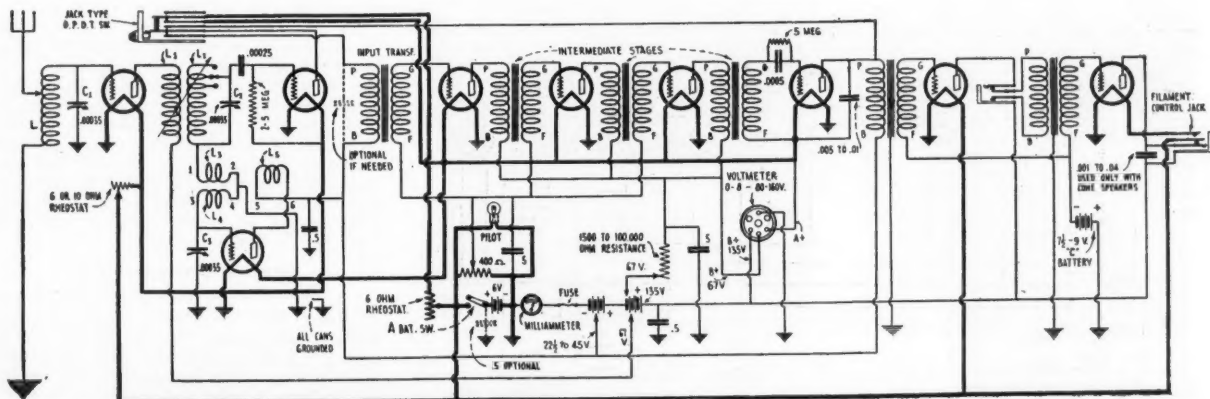 JACK TYPE
D.P.D.T. SW.
L3
L2
.00025
INPUT TRANSF.
INTERMEDIATE STAGES
.5 MEG
.0005
P
G
B
F
L
C1
.00035
C2
.00035
2-5 MEG
OPTIONAL
IF NEEDED
.005 TO .01
FILAMENT
CONTROL JACK
.001 TO .04
USED ONLY WITH
CONE SPEAKERS
L3
1
2
L5
3
4
L4
5
6
.5
C3
.00035
6 OR 10 OHM
RHEOSTAT
ALL CANS
GROUNDED
PILOT
400 Ω
.5
VOLTMETER
0-8-80-160V.
1500 TO 100,000
OHM RESISTANCE
B+
135V
A+
B+
67V
.5
7½-9 V.
"C"
BATTERY
6 OHM
RHEOSTAT
A BAT. SW.
6V
MILLIAMMETER
FUSE
67 V.
135V
22½ TO 45V.
67
V.
.5
.5 OPTIONAL